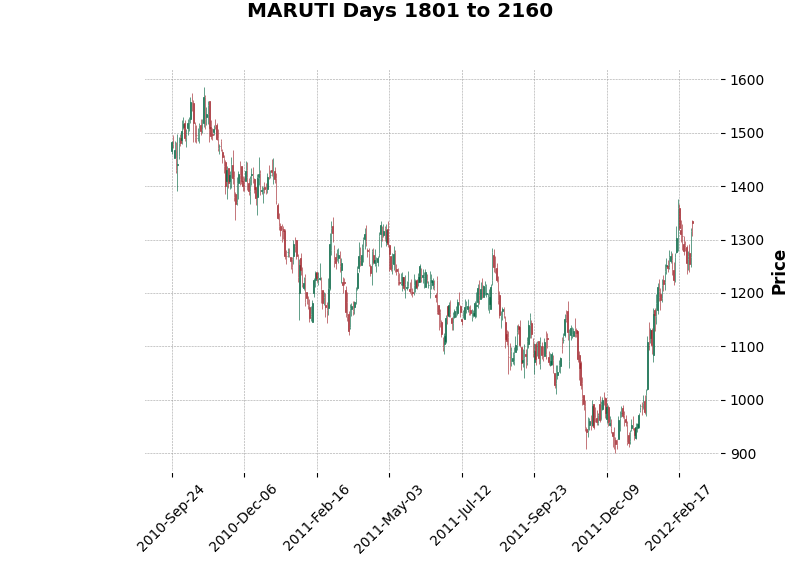 MARUTI Days 1801 to 2160
1600
1500
1400
1300
1200
1100
1000
900
Price
2010-Sep-24
2010-Dec-06
2011-Feb-16
2011-May-03
2011-Jul-12
2011-Sep-23
2011-Dec-09
2012-Feb-17